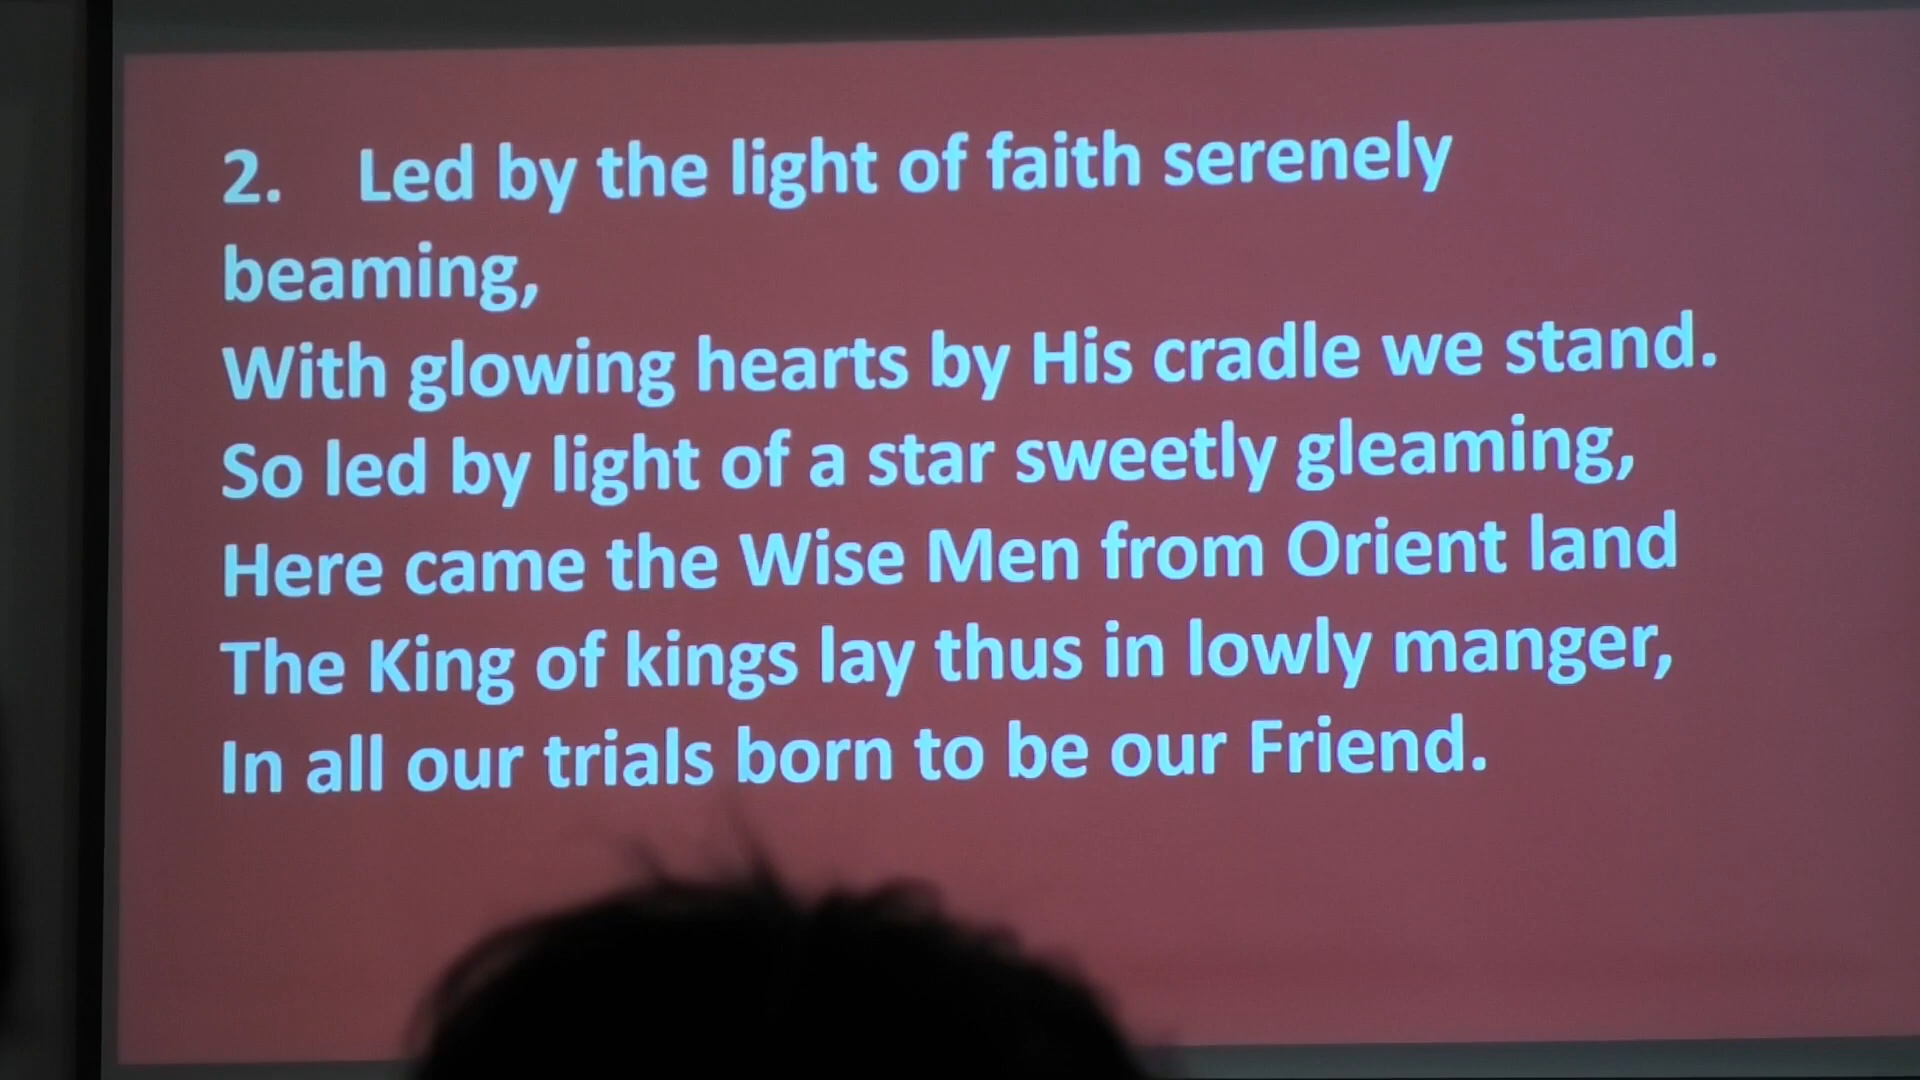 2. Led by the light of faith serenely
beaming,
With glowing hearts by His cradle we stand.
So led by light of a star sweetly gleaming,
Here came the Wise Men from Orient land
The King of kings lay thus in lowly manger,
In all our trials born to be our Friend.